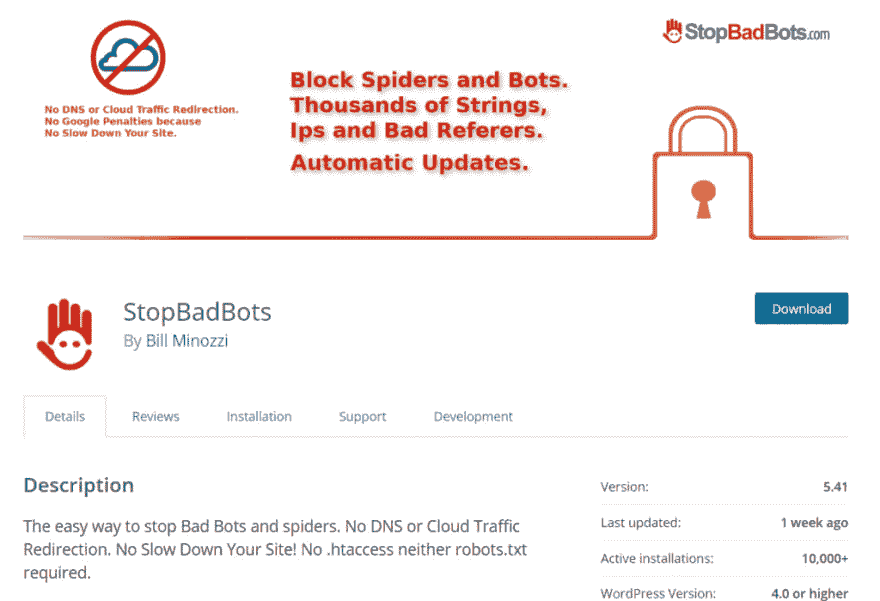 StopBadBots.com
No DNS or Cloud Traffic Redirection.
No Google Penalties because
No Slow Down Your Site.
Block Spiders and Bots.
Thousands of Strings,
Ips and Bad Referers.
Automatic Updates.
StopBadBots
By Bill Minozzi
Download
Details
Reviews
Installation
Support
Development
Description
The easy way to stop Bad Bots and spiders. No DNS or Cloud Traffic
Redirection. No Slow Down Your Site! No .htaccess neither robots.txt
required.
Version: 5.41
Last updated: 1 week ago
Active installations: 10,000+
WordPress Version: 4.0 or higher